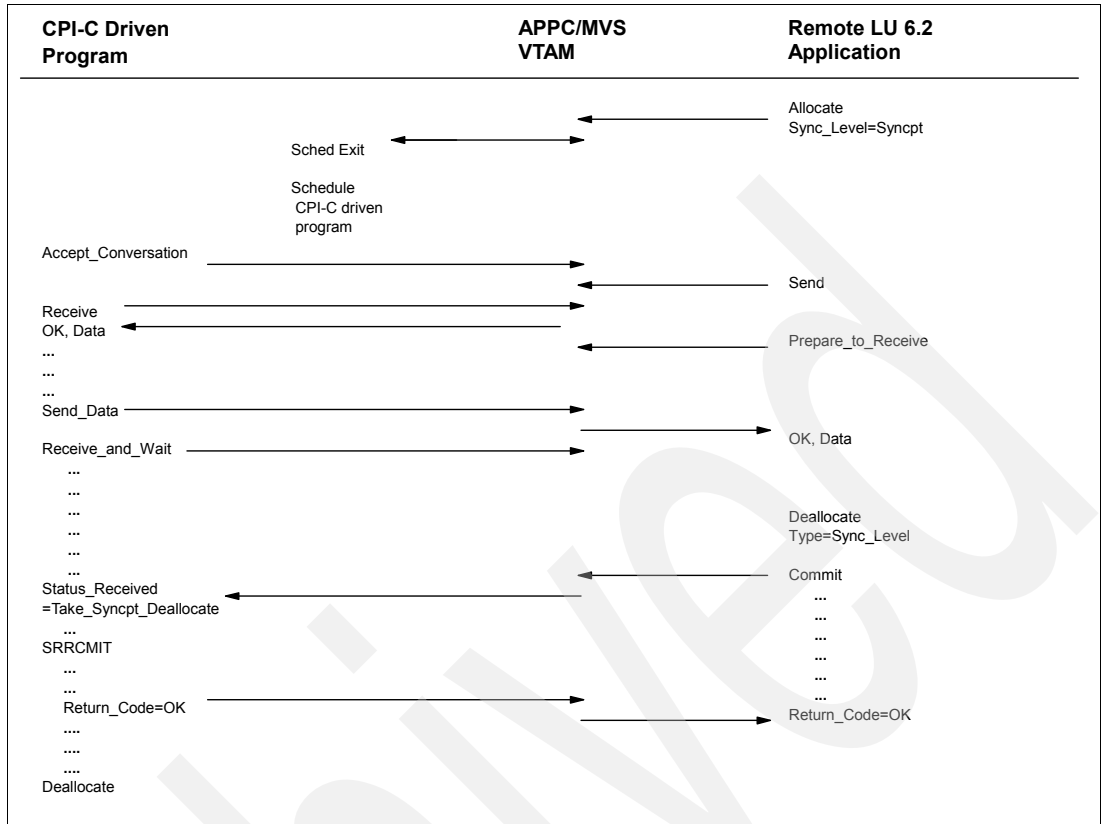 CPI-C Driven
Program
APPC/MVS
VTAM
Remote LU 6.2
Application
Allocate
Sync_Level=Syncpt
Sched Exit
Schedule
CPI-C driven
program
Accept_Conversation
Send
Receive
OK, Data
Prepare_to_Receive
...
...
...
Send_Data
OK, Data
Receive_and_Wait
...
...
...
...
...
...
Deallocate
Type=Sync_Level
Commit
Status_Received
=Take_Syncpt_Deallocate
...
SRRCMIT
...
...
Return_Code=OK
....
....
....
Deallocate
...
...
...
...
...
...
Return_Code=OK